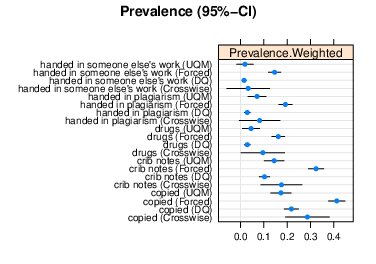 Prevalence (95%−CI)
Prevalence.Weighted
handed in someone else's work (UQM)
handed in someone else's work (Forced)
handed in someone else's work (DQ)
handed in someone else's work (Crosswise)
handed in plagiarism (UQM)
handed in plagiarism (Forced)
handed in plagiarism (DQ)
handed in plagiarism (Crosswise)
drugs (UQM)
drugs (Forced)
drugs (DQ)
drugs (Crosswise)
crib notes (UQM)
crib notes (Forced)
crib notes (DQ)
crib notes (Crosswise)
copied (UQM)
copied (Forced)
copied (DQ)
copied (Crosswise)
0.0 0.1 0.2 0.3 0.4